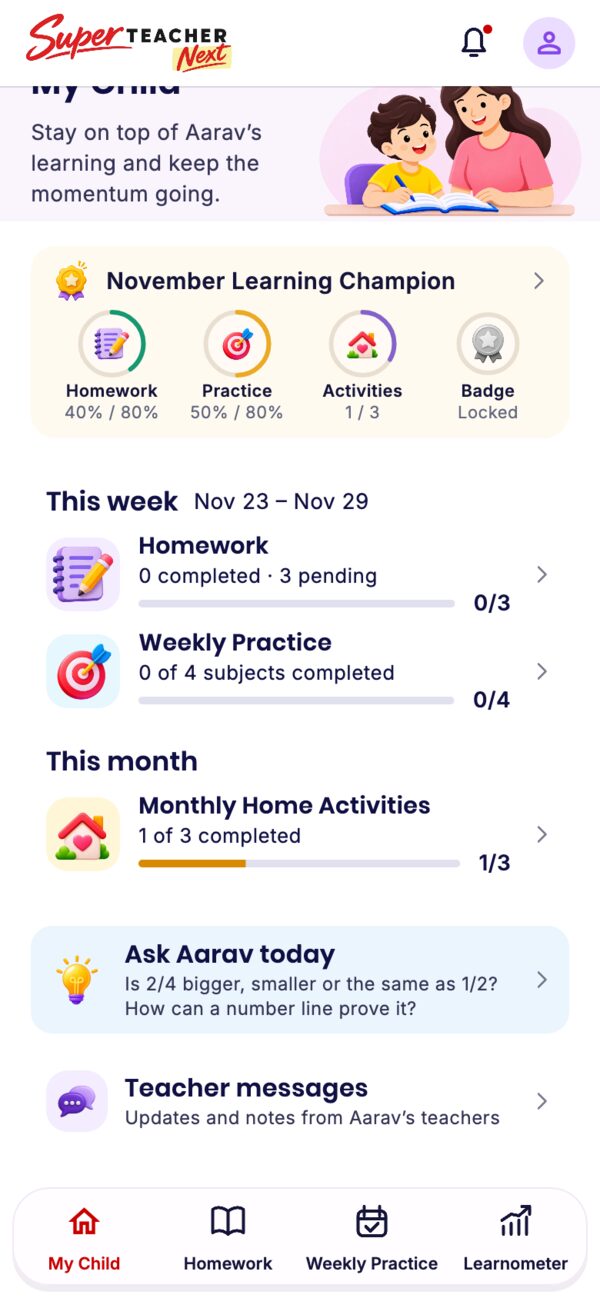 Super TEACHER
Next
My Child
Stay on top of Aarav’s
learning and keep the
momentum going.
November Learning Champion
Homework
40% / 80%
Practice
50% / 80%
Activities
1 / 3
Badge
Locked
This week Nov 23 – Nov 29
Homework
0 completed · 3 pending
0/3
Weekly Practice
0 of 4 subjects completed
0/4
This month
Monthly Home Activities
1 of 3 completed
1/3
Ask Aarav today
Is 2/4 bigger, smaller or the same as 1/2?
How can a number line prove it?
Teacher messages
Updates and notes from Aarav’s teachers
My Child
Homework
Weekly Practice
Learnometer